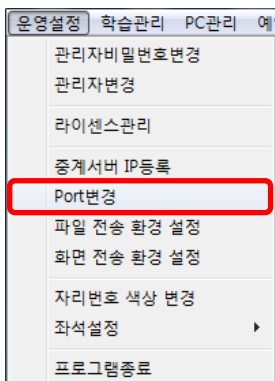 운영설정 학습관리 PC관리
관리자비밀번호변경
관리자변경
라이센스관리
중계서버 IP등록
Port변경
파일 전송 환경 설정
화면 전송 환경 설정
자리번호 색상 변경
좌석설정
프로그램종료